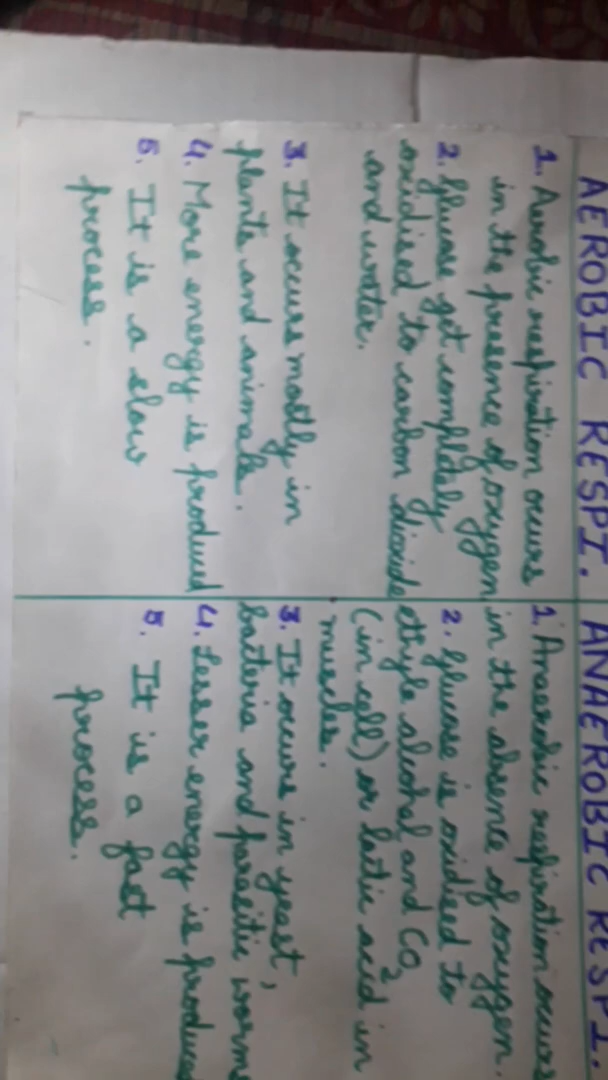 AEROBIC RESPI.
1. Aerobic respiration occurs
in the presence of oxygen
2. glucose get completely
oxidised to carbon dioxide
and water.
3. It occurs mostly in
plants and animals.
4. More energy is produced
5. It is a slow
process.
ANAEROBIC RESPI.
1. Anaerobic respiration occurs
in the absence of oxygen.
2. glucose is oxidised to
ethyle alcohal and CO2
(in cell) or lactic acid in
muscles.
3. It occurs in yeast,
bacteria and parasitic worms
4. Lesser energy is produces
5. It is a fast
process.